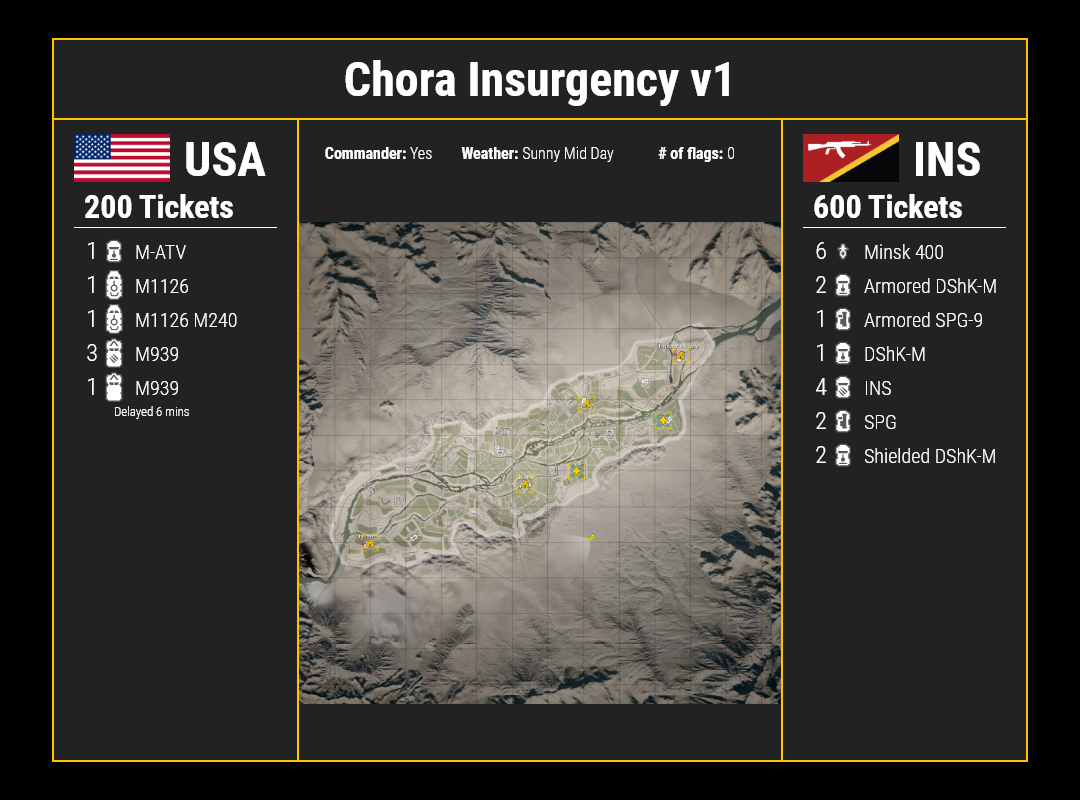 Chora Insurgency v1
USA
200 Tickets
1 M-ATV
1 M1126
1 M1126 M240
3 M939
1 M939
Delayed 6 mins
Commander: Yes Weather: Sunny Mid Day # of flags: 0
INS
600 Tickets
6 Minsk 400
2 Armored DShK-M
1 Armored SPG-9
1 DShK-M
4 INS
2 SPG
2 Shielded DShK-M